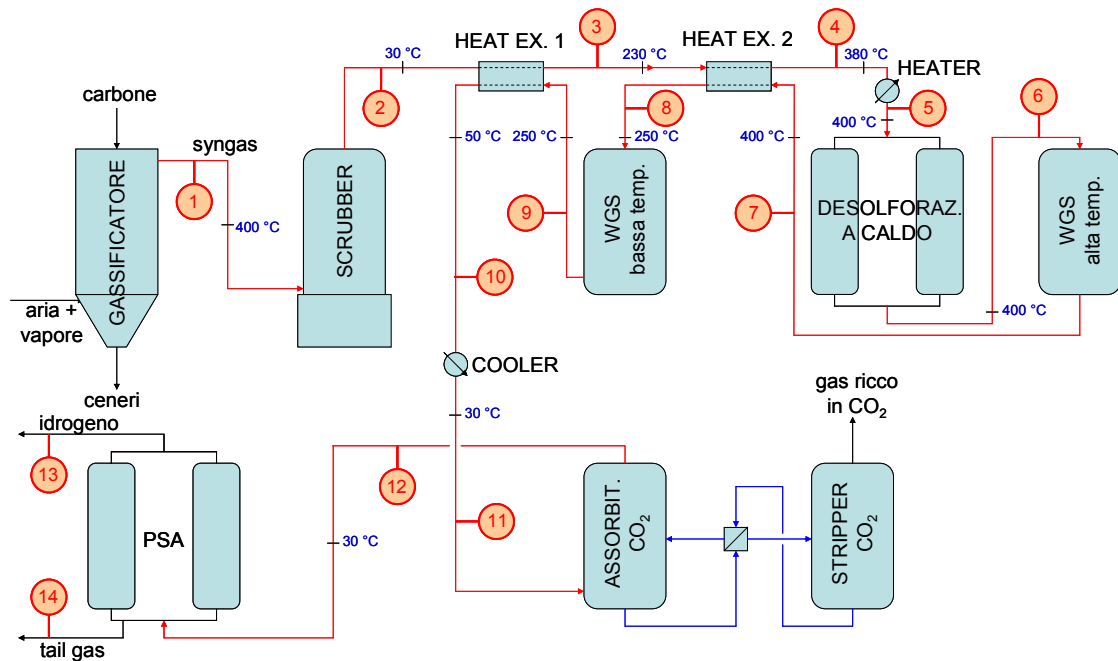 3
4
30 °C
HEAT EX. 1
230 °C
HEAT EX. 2
380 °C
HEATER
carbone
2
8
5
6
400 °C
50 °C
250 °C
250 °C
400 °C
syngas
1
GASSIFICATORE
400 °C
SCRUBBER
9
WGS
bassa temp.
7
DESOLFORAZ.
A CALDO
WGS
alta temp.
10
aria +
vapore
400 °C
COOLER
ceneri
gas ricco
in CO2
idrogeno
30 °C
13
12
11
PSA
30 °C
ASSORBIT.
CO2
STRIPPER
CO2
14
tail gas